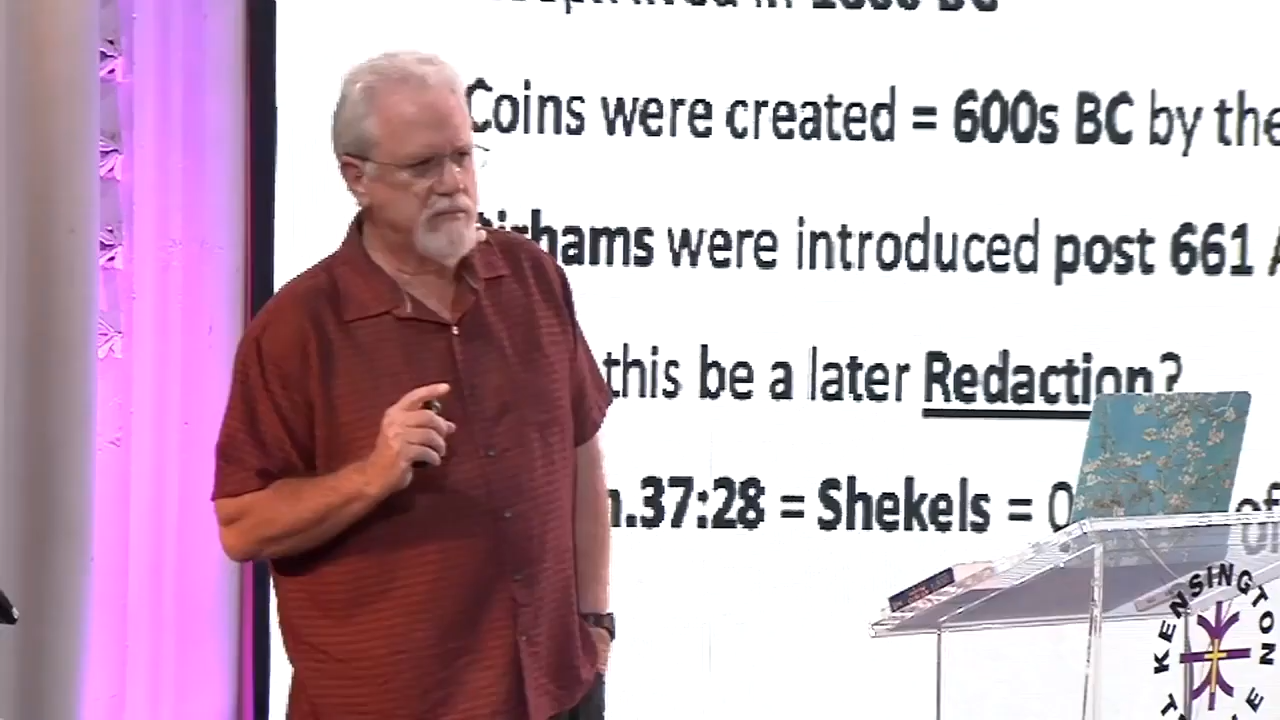 Coins were created = 600s BC by the
were introduced post 661
this be a later Redaction?
37:28 = Shekels =
KENSINGTON